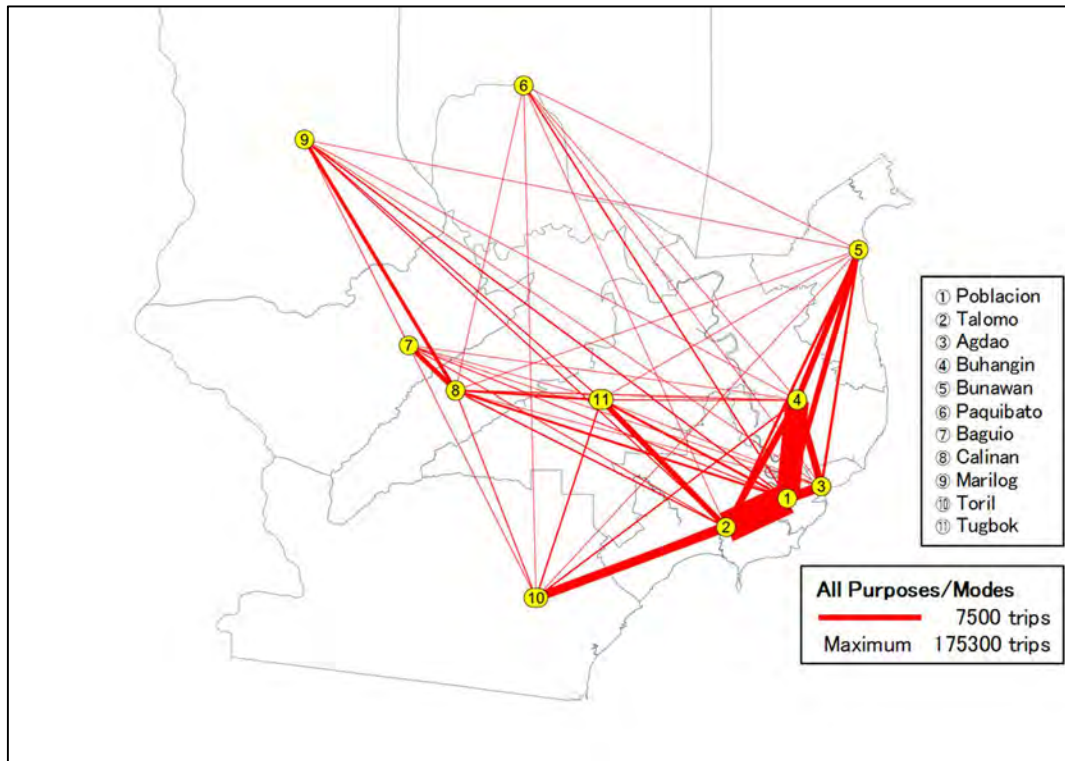 6
9
5
7
8
11
4
3
1
2
10
① Poblacion
② Talomo
③ Agdao
④ Buhangin
⑤ Bunawan
⑥ Paquibato
⑦ Baguio
⑧ Calinan
⑨ Marilog
⑩ Toril
⑪ Tugbok
All Purposes/Modes
7500 trips
Maximum 175300 trips